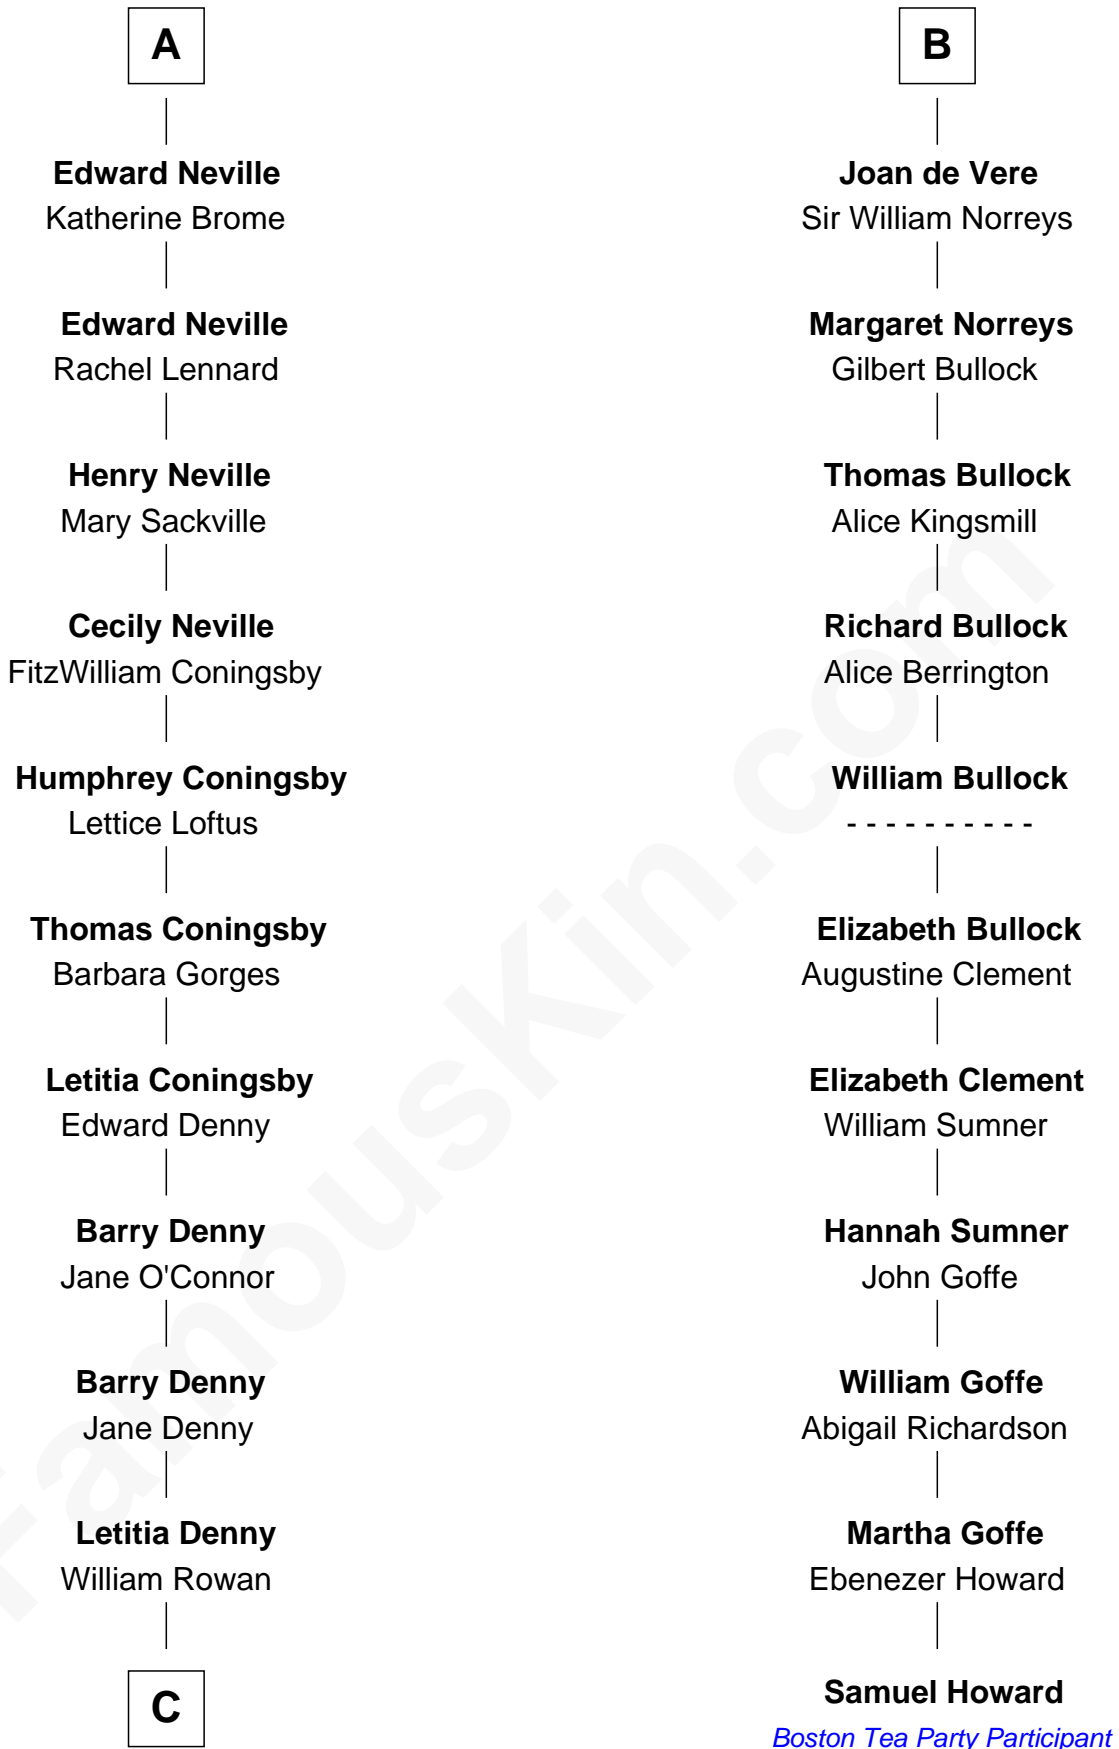 A
Edward Neville
Katherine Brome
Edward Neville
Rachel Lennard
Henry Neville
Mary Sackville
Cecily Neville
FitzWilliam Coningsby
Humphrey Coningsby
Lettice Loftus
Thomas Coningsby
Barbara Gorges
Letitia Coningsby
Edward Denny
Barry Denny
Jane O'Connor
Barry Denny
Jane Denny
Letitia Denny
William Rowan
C
B
Joan de Vere
Sir William Norreys
Margaret Norreys
Gilbert Bullock
Thomas Bullock
Alice Kingsmill
Richard Bullock
Alice Berrington
William Bullock
- - - - - - - - - -
Elizabeth Bullock
Augustine Clement
Elizabeth Clement
William Sumner
Hannah Sumner
John Goffe
William Goffe
Abigail Richardson
Martha Goffe
Ebenezer Howard
Samuel Howard
Boston Tea Party Participant
FamousKin.com